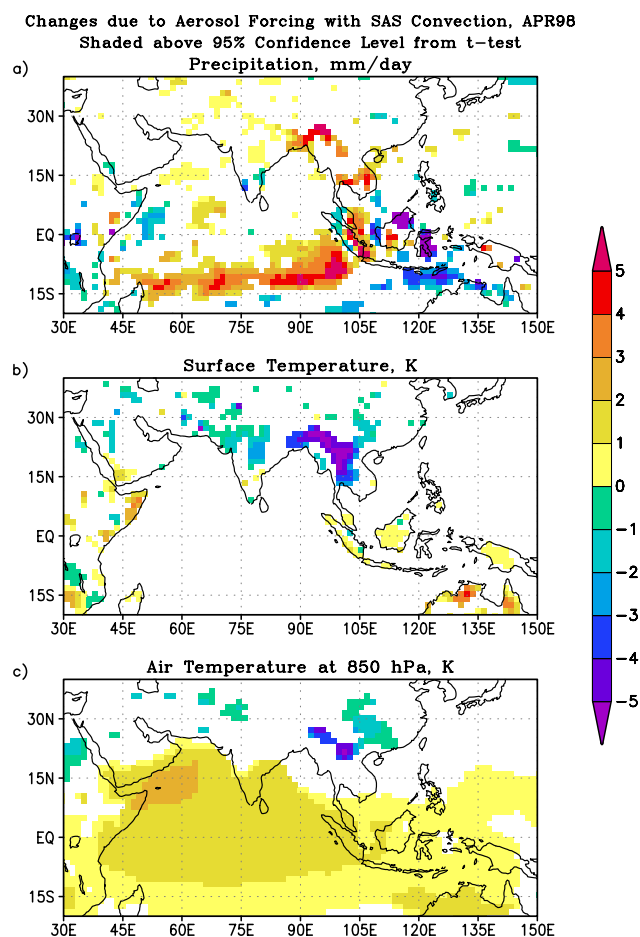 Changes due to Aerosol Forcing with SAS Convection, APR98
Shaded above 95% Confidence Level from t-test
a) Precipitation, mm/day
30N
15N
EQ
15S
30E 45E 60E 75E 90E 105E 120E 135E 150E
b) Surface Temperature, K
30N
15N
EQ
15S
30E 45E 60E 75E 90E 105E 120E 135E 150E
c) Air Temperature at 850 hPa, K
30N
15N
EQ
15S
30E 45E 60E 75E 90E 105E 120E 135E 150E
5
4
3
2
1
0
-1
-2
-3
-4
-5